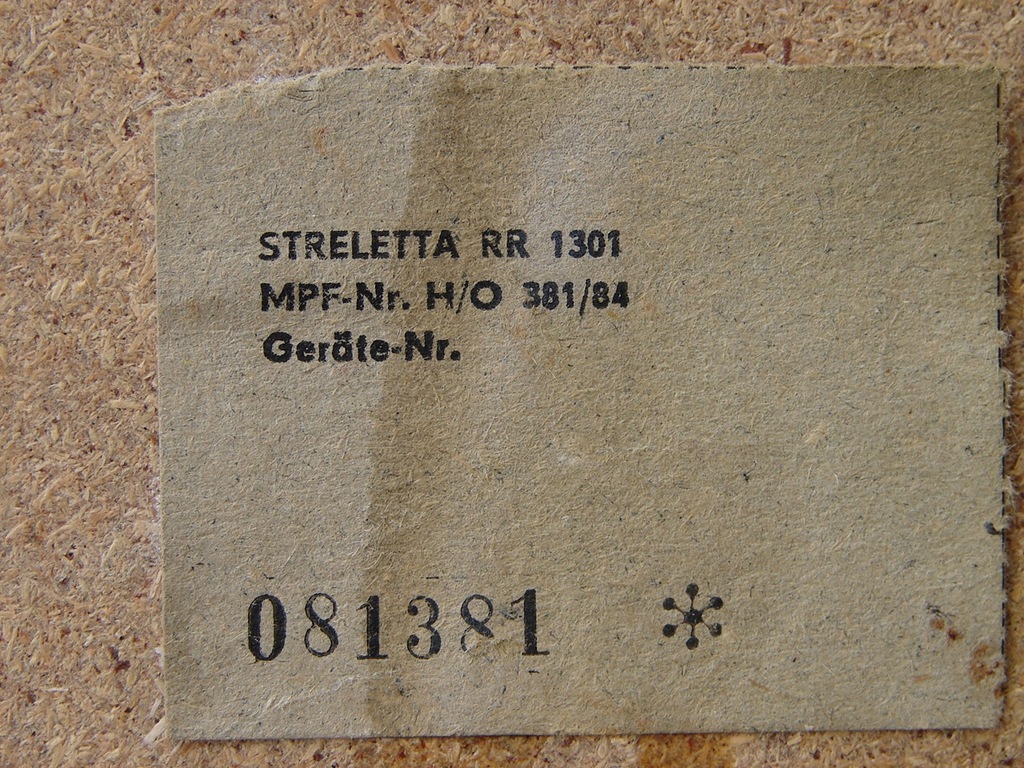 STRELETTA RR 1301
MPF-Nr. H/O 381/84
Geräte-Nr.
081381 *